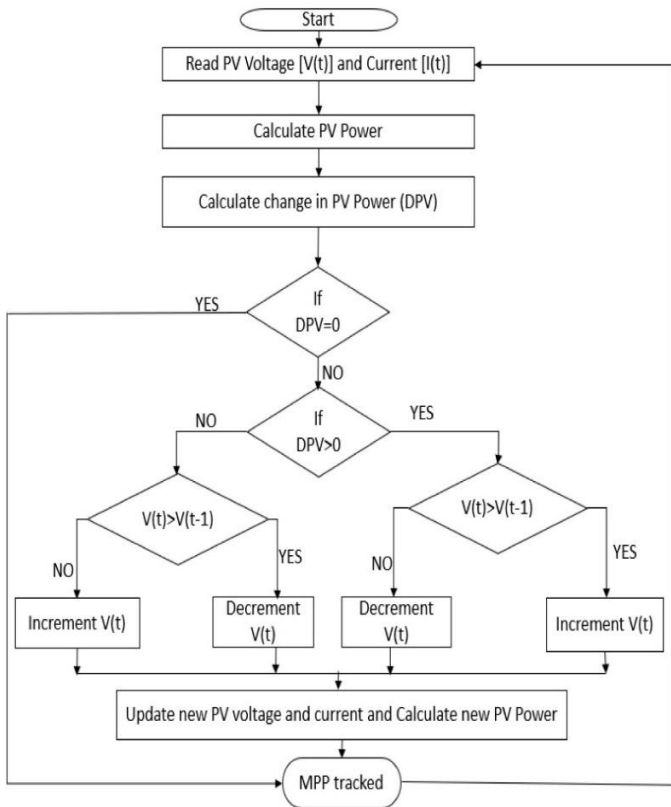 Start
Read PV Voltage [V(t)] and Current [I(t)]
Calculate PV Power
Calculate change in PV Power (DPV)
If
DPV=0
YES
NO
If
DPV>0
NO
YES
V(t)>V(t-1)
V(t)>V(t-1)
NO
YES
NO
YES
Increment V(t)
Decrement
V(t)
Decrement
V(t)
Increment V(t)
Update new PV voltage and current and Calculate new PV Power
MPP tracked